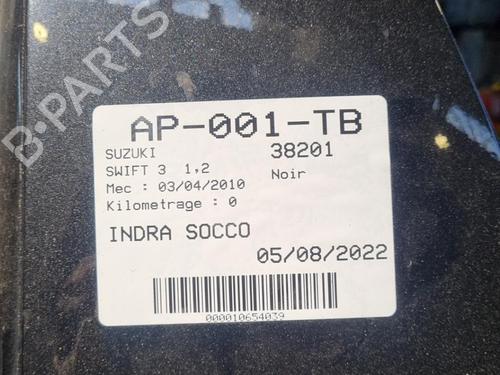 AP-001-TB
SUZUKI 38201
SWIFT 3 1,2 Noir
Mec : 03/04/2010
Kilometrage : 0
INDRA SOCCO
05/08/2022
000010654039
B-PARTS